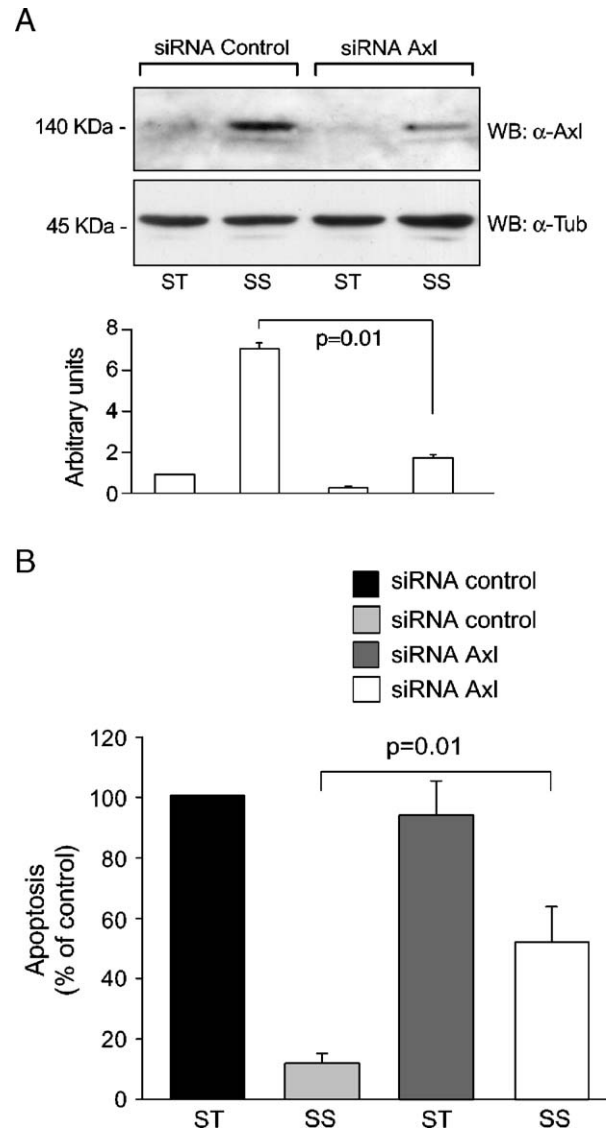 A
siRNA Control siRNA Axl
140 KDa - WB: α-Axl
45 KDa - WB: α-Tub
ST SS ST SS
8
p=0.01
6
4
2
0
Arbitrary units
B
siRNA control
siRNA control
siRNA Axl
siRNA Axl
120
p=0.01
100
80
60
40
20
0
Apoptosis
(% of control)
ST SS ST SS